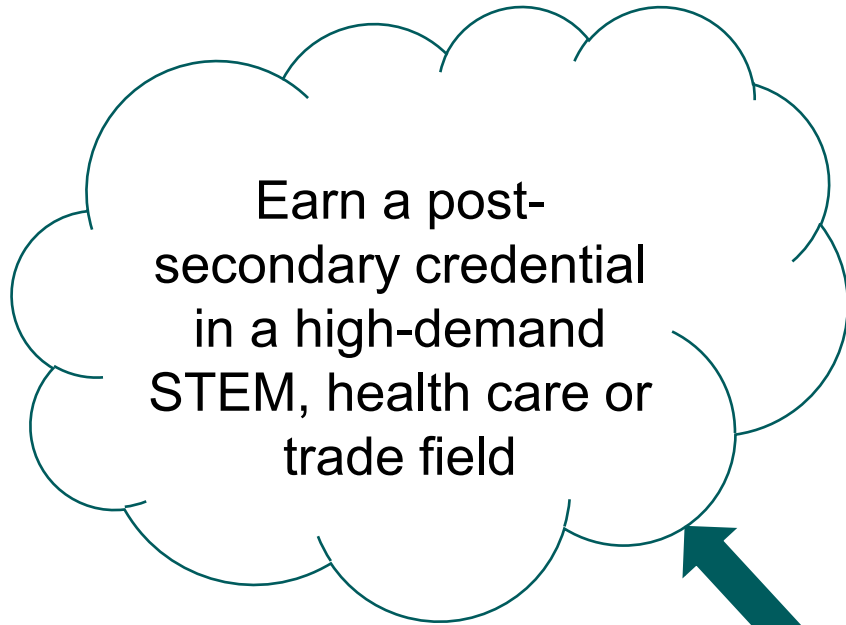 Earn a post-
secondary credential
in a high-demand
STEM, health care or
trade field